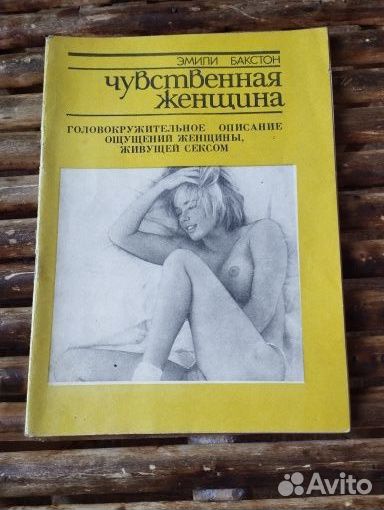 ЭМИЛИ БАКСТОН
чувственная
женщина
ГОЛОВОКРУЖИТЕЛЬНОЕ ОПИСАНИЕ
ОЩУЩЕНИЙ ЖЕНЩИНЫ,
ЖИВУЩЕЙ СЕКСОМ
Avito